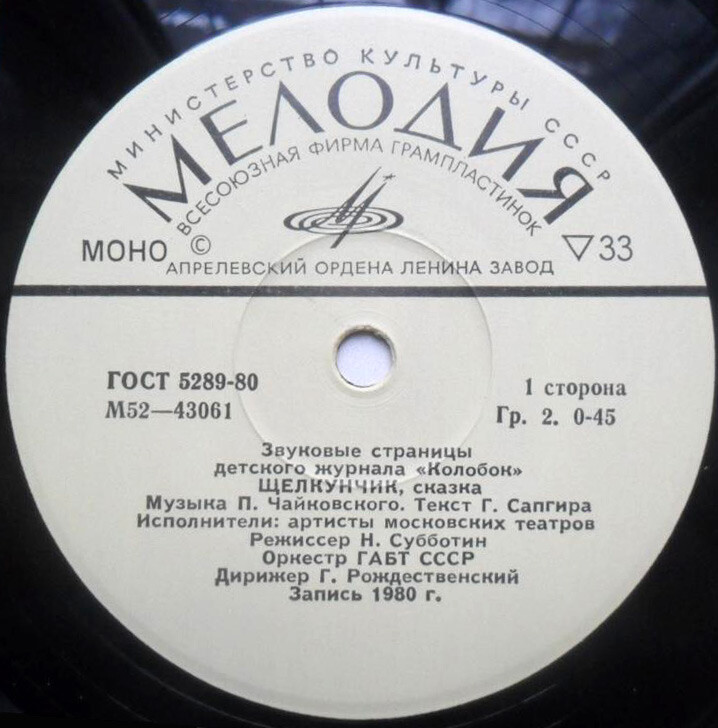 МИНИСТЕРСТВО КУЛЬТУРЫ СССР
МЕЛОДИЯ
ВСЕСОЮЗНАЯ ФИРМА ГРАМПЛАСТИНОК
МОНО © ▽33
АПРЕЛЕВСКИЙ ОРДЕНА ЛЕНИНА ЗАВОД
ГОСТ 5289-80
М52—43061
1 сторона
Гр. 2. 0-45
Звуковые страницы
детского журнала «Колобок»
ЩЕЛКУНЧИК, сказка
Музыка П. Чайковского. Текст Г. Сапгира
Исполнители: артисты московских театров
Режиссер Н. Субботин
Оркестр ГАБТ СССР
Дирижер Г. Рождественский
Запись 1980 г.